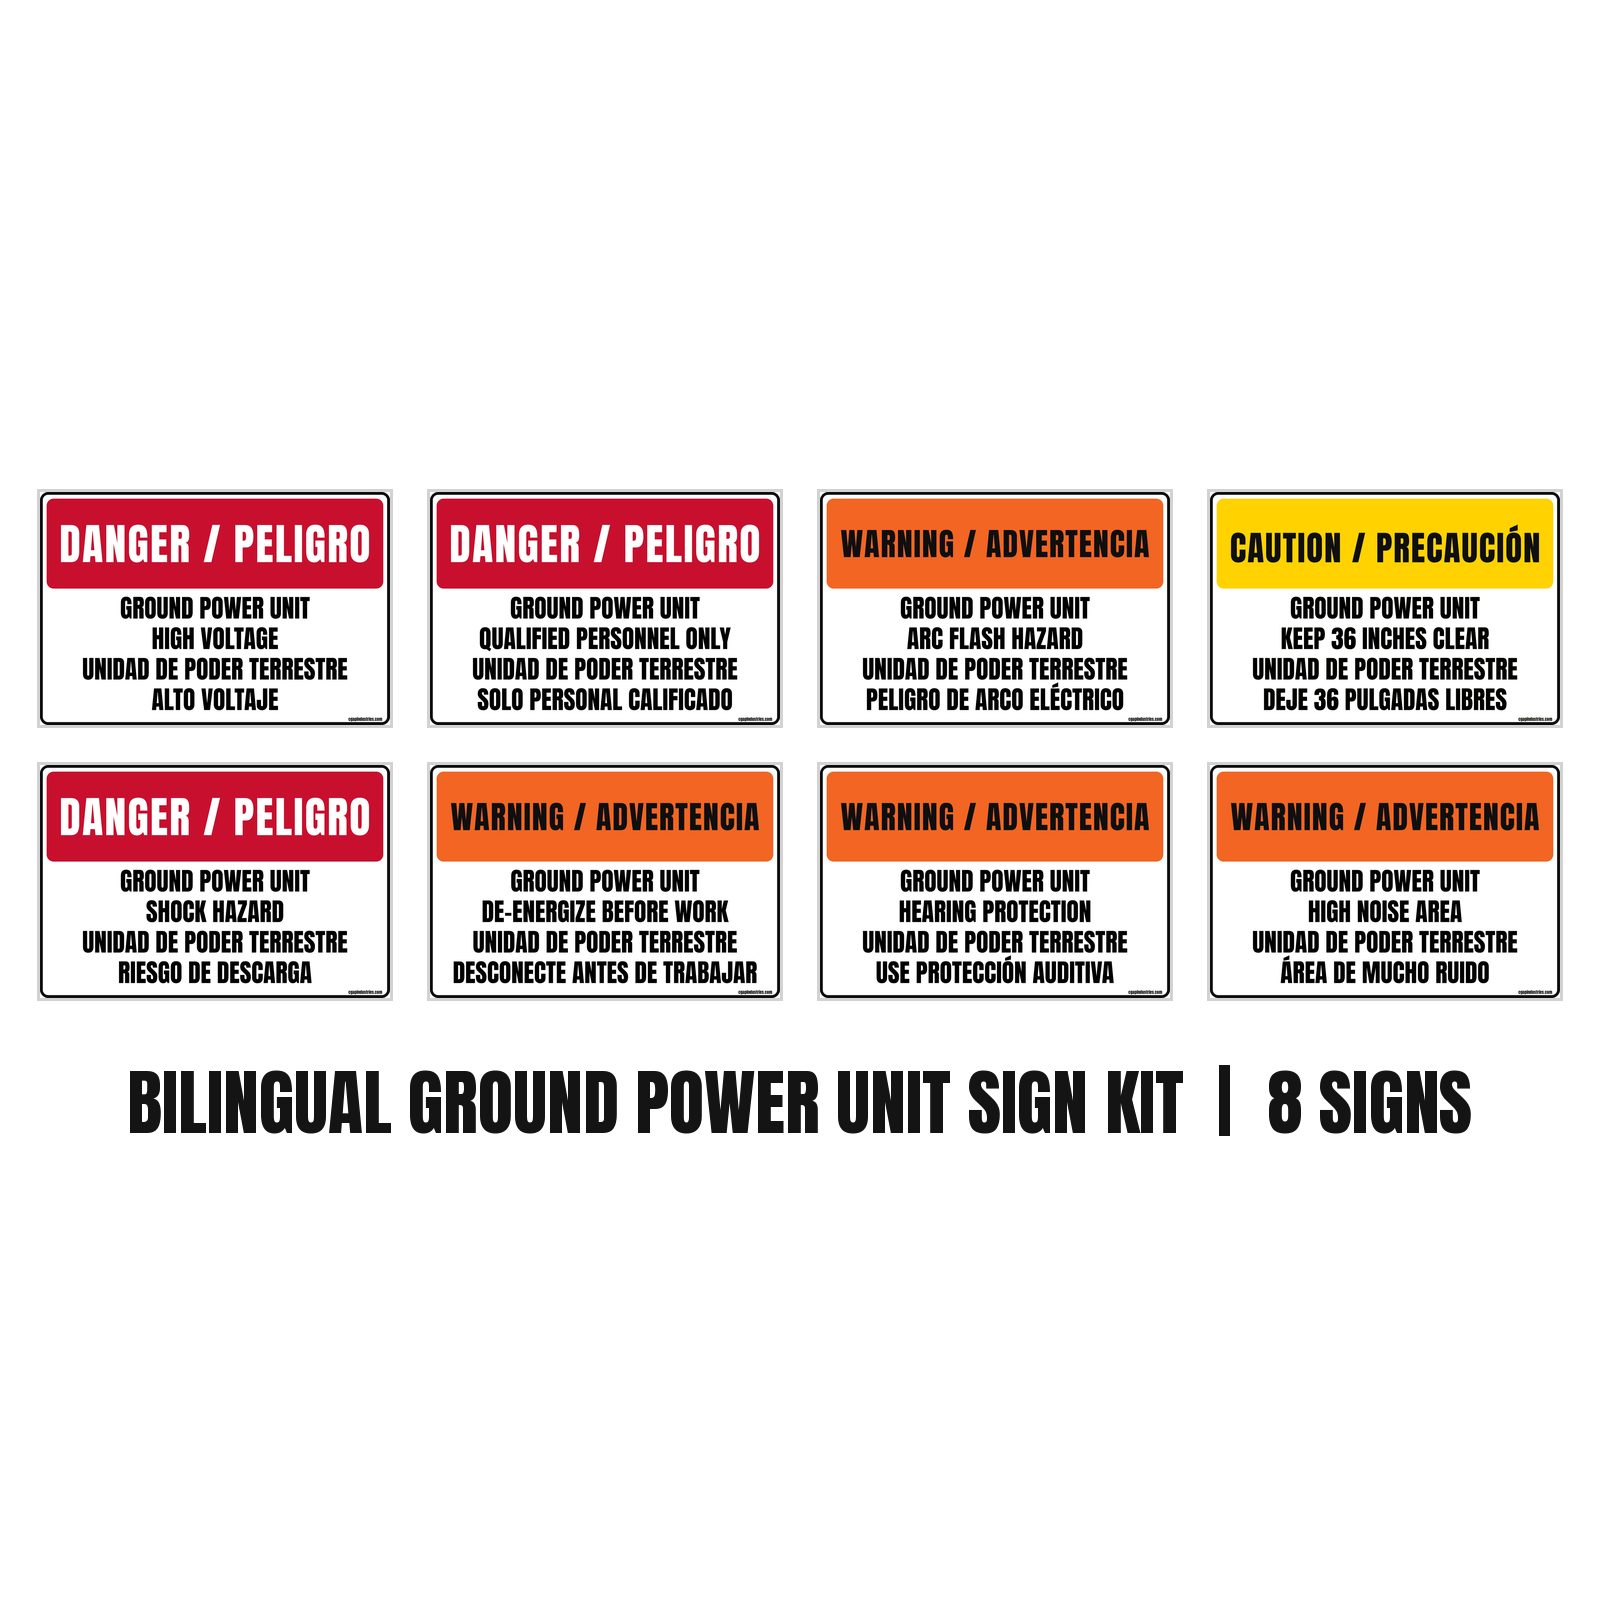 DANGER / PELIGRO
GROUND POWER UNIT
HIGH VOLTAGE
UNIDAD DE PODER TERRESTRE
ALTO VOLTAJE
DANGER / PELIGRO
GROUND POWER UNIT
QUALIFIED PERSONNEL ONLY
UNIDAD DE PODER TERRESTRE
SOLO PERSONAL CALIFICADO
WARNING / ADVERTENCIA
GROUND POWER UNIT
ARC FLASH HAZARD
UNIDAD DE PODER TERRESTRE
PELIGRO DE ARCO ELÉCTRICO
CAUTION / PRECAUCIÓN
GROUND POWER UNIT
KEEP 36 INCHES CLEAR
UNIDAD DE PODER TERRESTRE
DEJE 36 PULGADAS LIBRES
DANGER / PELIGRO
GROUND POWER UNIT
SHOCK HAZARD
UNIDAD DE PODER TERRESTRE
RIESGO DE DESCARGA
WARNING / ADVERTENCIA
GROUND POWER UNIT
DE-ENERGIZE BEFORE WORK
UNIDAD DE PODER TERRESTRE
DESCONECTE ANTES DE TRABAJAR
WARNING / ADVERTENCIA
GROUND POWER UNIT
HEARING PROTECTION
UNIDAD DE PODER TERRESTRE
USE PROTECCIÓN AUDITIVA
WARNING / ADVERTENCIA
GROUND POWER UNIT
HIGH NOISE AREA
UNIDAD DE PODER TERRESTRE
ÁREA DE MUCHO RUIDO
BILINGUAL GROUND POWER UNIT SIGN KIT | 8 SIGNS